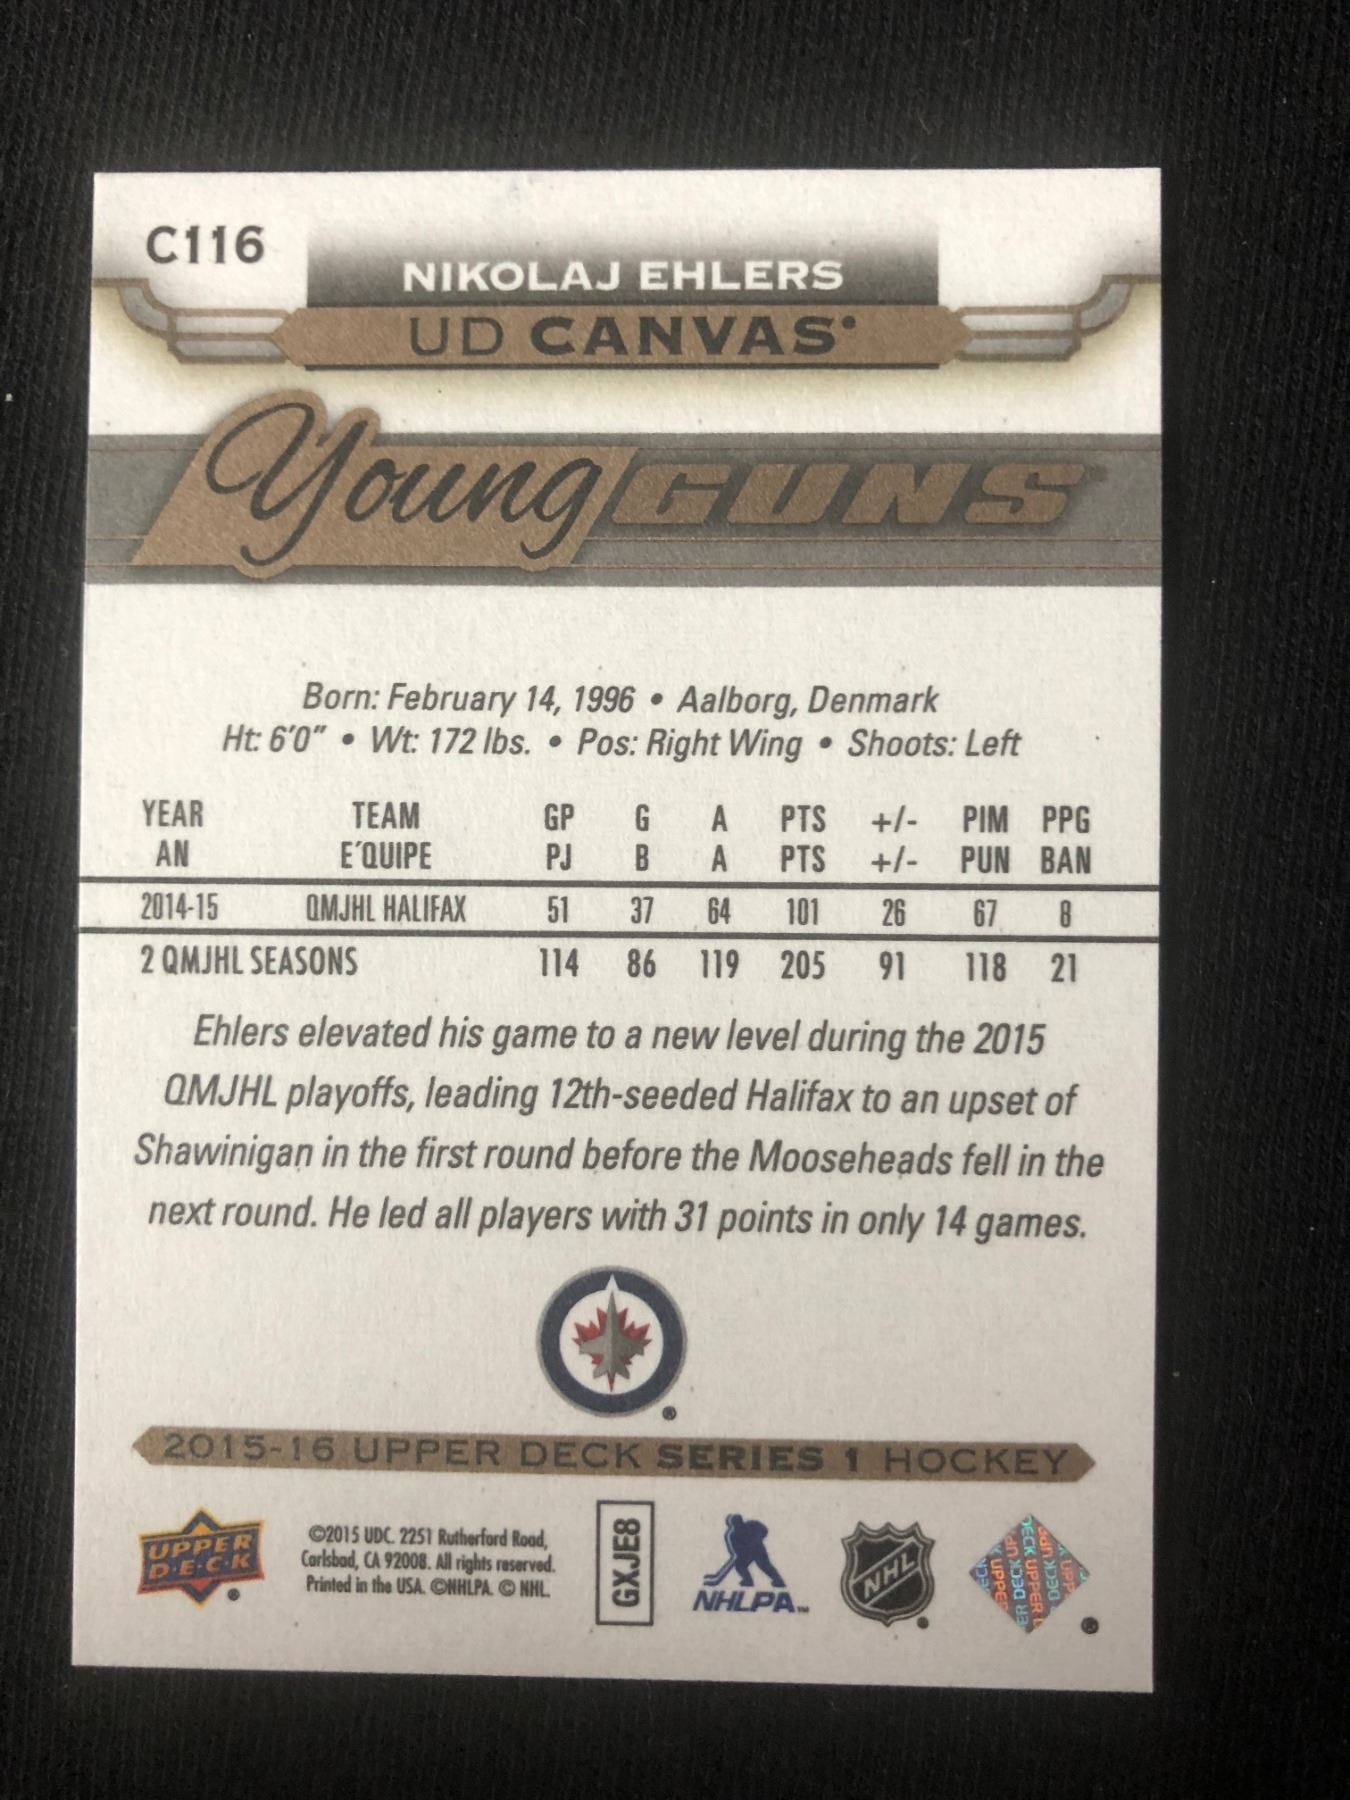 C116
NIKOLAJ EHLERS
UD CANVAS
Young GUNS
Born: February 14, 1996 • Aalborg, Denmark
Ht: 6'0" • Wt: 172 lbs. • Pos: Right Wing • Shoots: Left
YEAR TEAM GP G A PTS +/- PIM PPG
AN E'QUIPE PJ B A PTS +/- PUN BAN
2014-15 QMJHL HALIFAX 51 37 64 101 26 67 8
2 QMJHL SEASONS 114 86 119 205 91 118 21
Ehlers elevated his game to a new level during the 2015
QMJHL playoffs, leading 12th-seeded Halifax to an upset of
Shawinigan in the first round before the Mooseheads fell in the
next round. He led all players with 31 points in only 14 games.
®
2015-16 UPPER DECK SERIES 1 HOCKEY
UPPER
D·E·C·K ®
©2015 UDC. 2251 Rutherford Road,
Carlsbad, CA 92008. All rights reserved.
Printed in the USA. ©NHLPA. © NHL.
GXJE8
NHLPA™
NHL ®
UPPER DECK ®